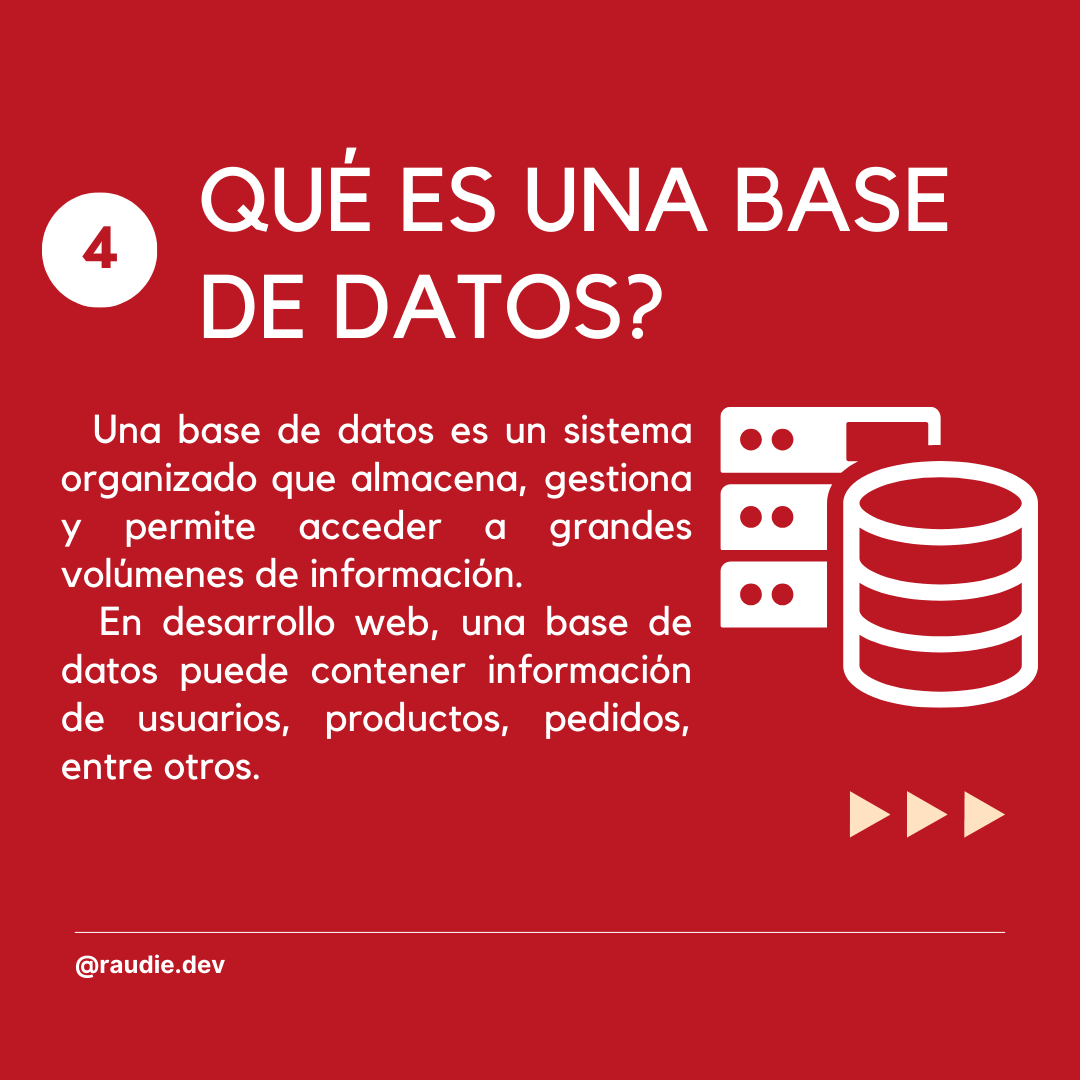 4
QUÉ ES UNA BASE
DE DATOS?
Una base de datos es un sistema
organizado que almacena, gestiona
y permite acceder a grandes
volúmenes de información.
En desarrollo web, una base de
datos puede contener información
de usuarios, productos, pedidos,
entre otros.
@raudie.dev